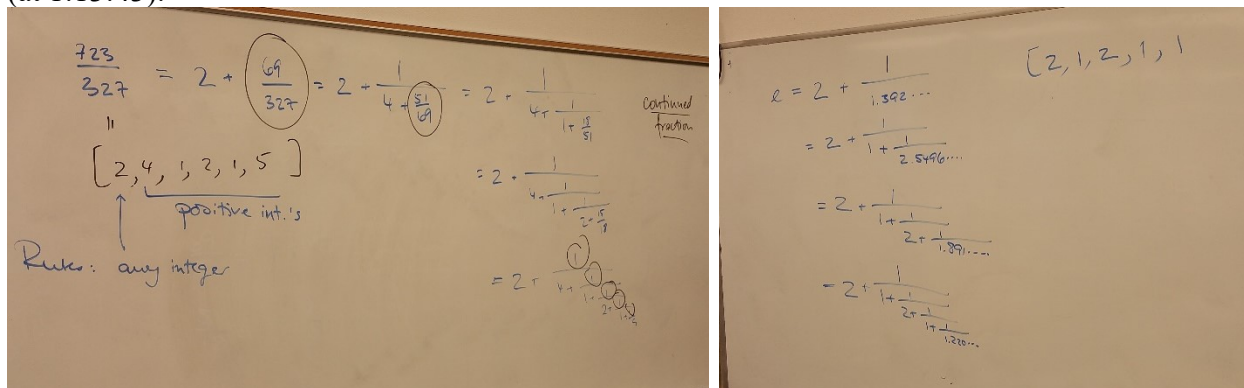 723/327 = 2 + 69/327 = 2 + 1/(4 + 51/69) = 2 + 1/(4 + 1/(1 + 18/51))
continued
fraction
||
[2, 4, 1, 2, 1, 5]
= 2 + 1/(4 + 1/(1 + 1/(2 + 15/18)))
positive int.'s
Rules: any integer
= 2 +
[2, 1, 2, 1, 1
e = 2 + 1/1.392...
= 2 + 1/(1 + 1/2.5496....)
= 2 + 1/(1 + 1/(2 + 1/1.891....))
= 2 + 1/(1 + 1/(2 + 1/(1 + 1/1.220...)))